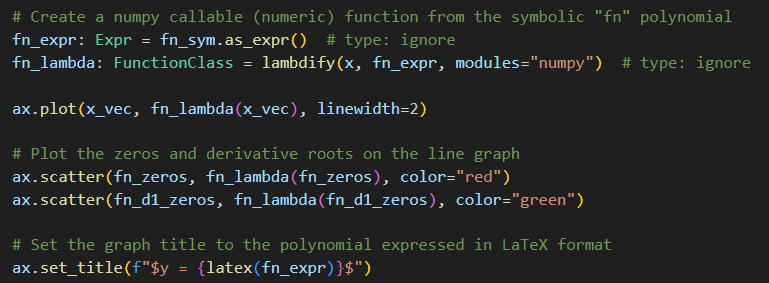 # Create a numpy callable (numeric) function from the symbolic "fn" polynomial
fn_expr: Expr = fn_sym.as_expr()  # type: ignore
fn_lambda: FunctionClass = lambdify(x, fn_expr, modules="numpy")  # type: ignore
ax.plot(x_vec, fn_lambda(x_vec), linewidth=2)
# Plot the zeros and derivative roots on the line graph
ax.scatter(fn_zeros, fn_lambda(fn_zeros), color="red")
ax.scatter(fn_d1_zeros, fn_lambda(fn_d1_zeros), color="green")
# Set the graph title to the polynomial expressed in LaTeX format
ax.set_title(f"$y = {latex(fn_expr)}$")